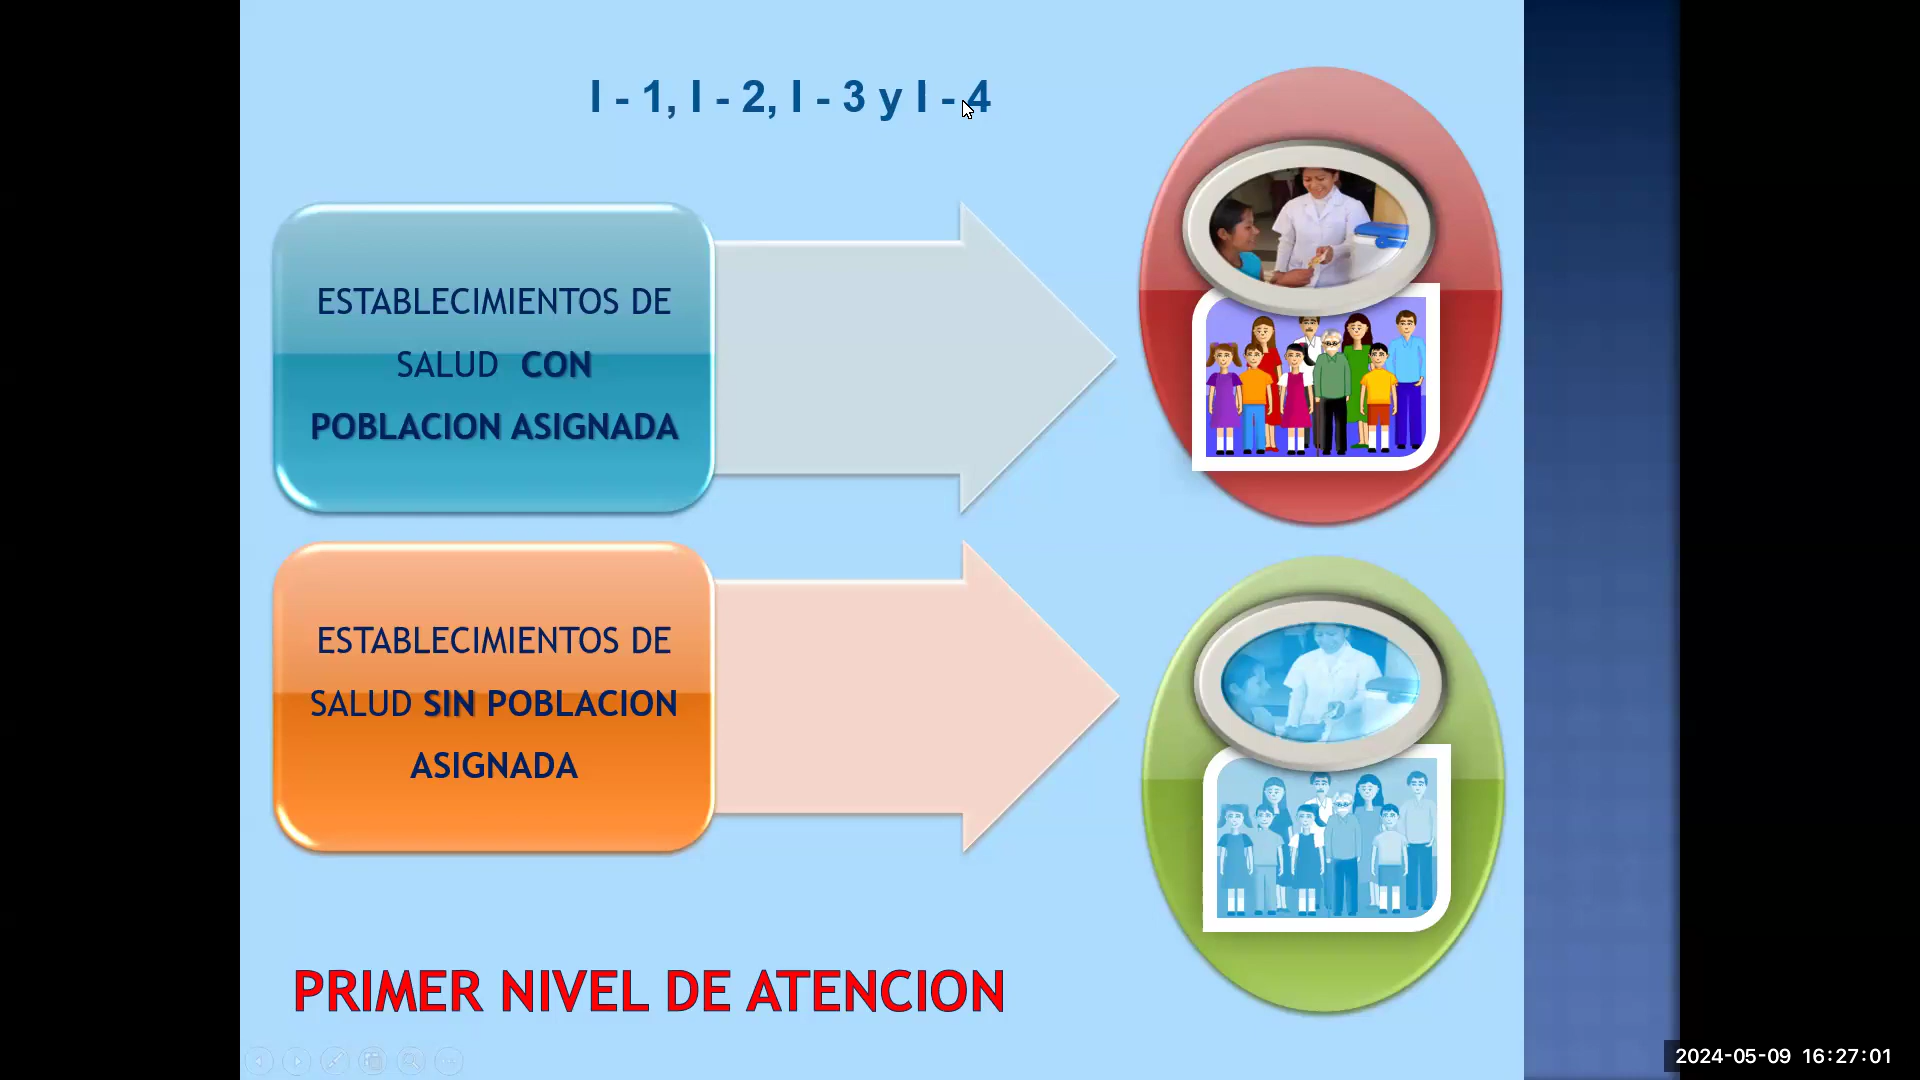 I - 1, I - 2, I - 3 y I - 4
ESTABLECIMIENTOS DE
SALUD CON
POBLACION ASIGNADA
ESTABLECIMIENTOS DE
SALUD SIN POBLACION
ASIGNADA
PRIMER NIVEL DE ATENCION
2024-05-09 16:27:01